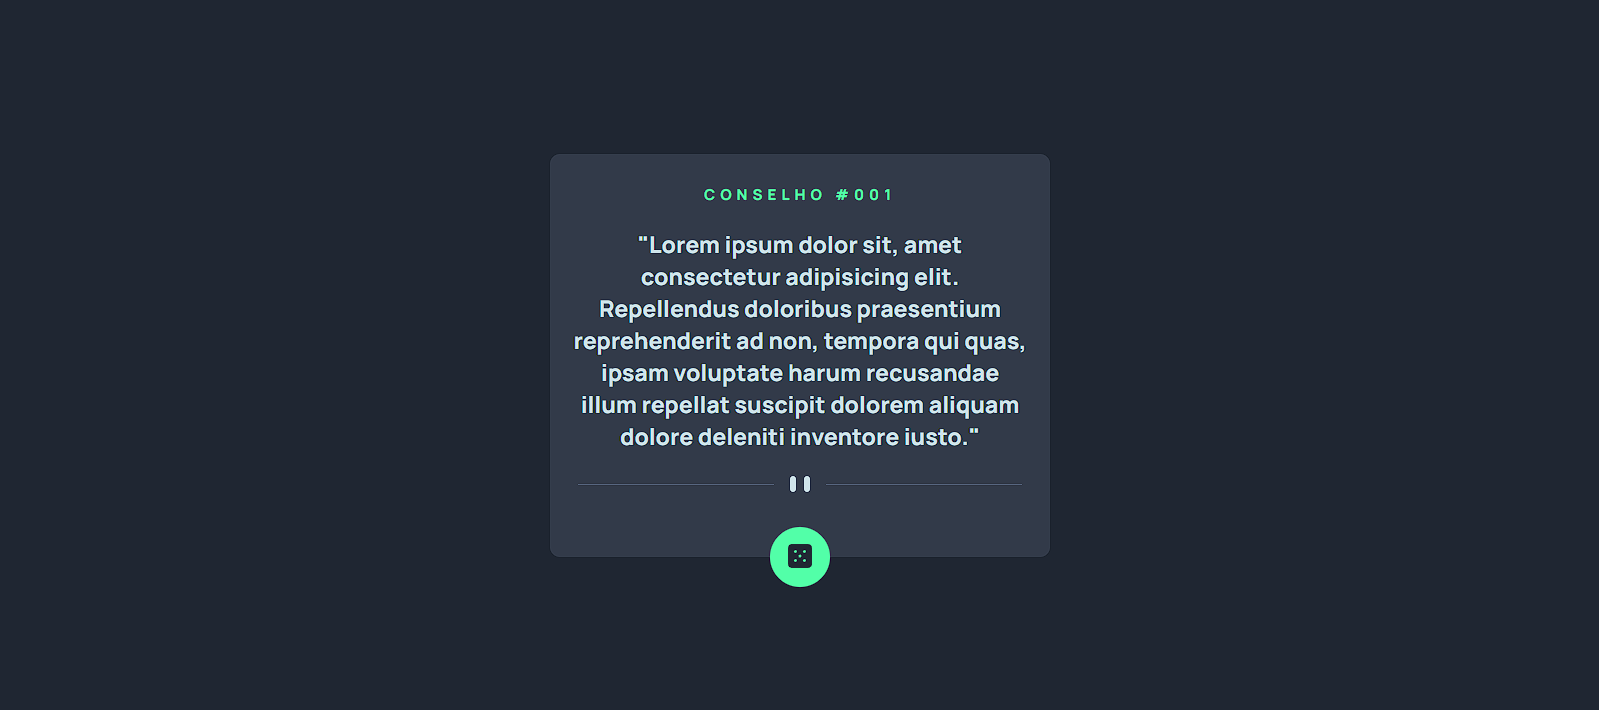 CONSELHO #001
"Lorem ipsum dolor sit, amet
consectetur adipisicing elit.
Repellendus doloribus praesentium
reprehenderit ad non, tempora qui quas,
ipsam voluptate harum recusandae
illum repellat suscipit dolorem aliquam
dolore deleniti inventore iusto."